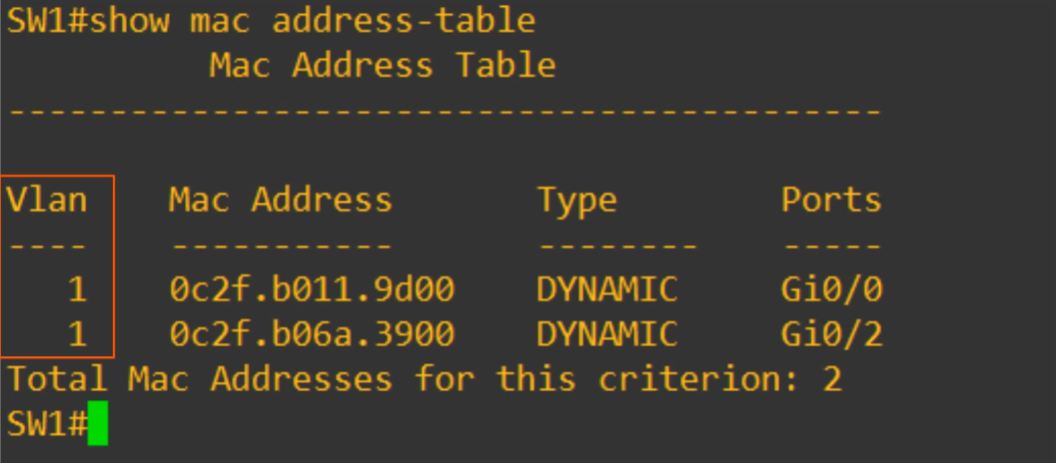 SW1#show mac address-table
Mac Address Table
-------------------------------------------
Vlan Mac Address Type Ports
---- ----------- -------- -----
1 0c2f.b011.9d00 DYNAMIC Gi0/0
1 0c2f.b06a.3900 DYNAMIC Gi0/2
Total Mac Addresses for this criterion: 2
SW1#